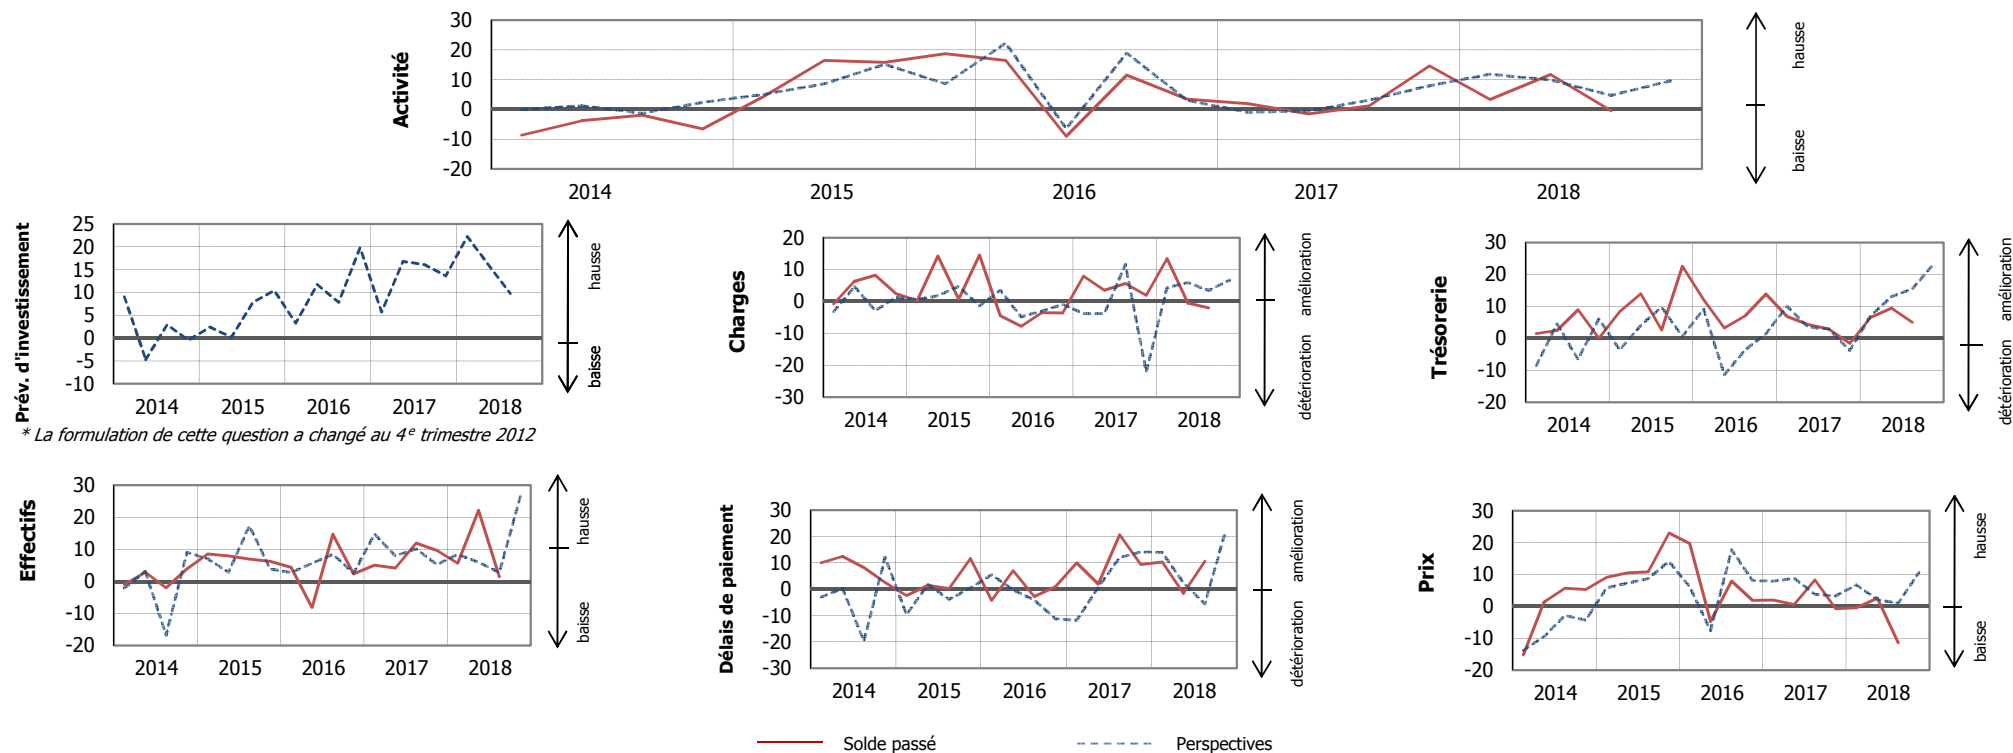 Activité
30
20
10
0
-10
-20
2014 2015 2016 2017 2018
hausse
baisse
Prév. d'investissement
25
20
15
10
5
0
-5
-10
2014 2015 2016 2017 2018
hausse
baisse
* La formulation de cette question a changé au 4e trimestre 2012
Charges
20
10
0
-10
-20
-30
2014 2015 2016 2017 2018
amélioration
détérioration
Trésorerie
30
20
10
0
-10
-20
2014 2015 2016 2017 2018
amélioration
détérioration
Effectifs
30
20
10
0
-10
-20
2014 2015 2016 2017 2018
hausse
baisse
Délais de paiement
30
20
10
0
-10
-20
-30
2014 2015 2016 2017 2018
amélioration
détérioration
Prix
30
20
10
0
-10
-20
2014 2015 2016 2017 2018
hausse
baisse
Solde passé Perspectives